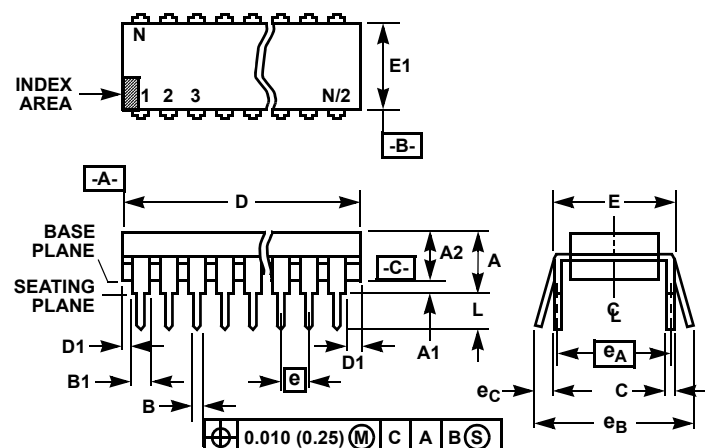 N
E1
INDEX
AREA
1 2 3 N/2
-B-
-A-
D
E
BASE
PLANE
A2
A
-C-
SEATING
PLANE
L
D1
A1
D1
B1
e
eA
B
eC
C
eB
0.010 (0.25) M C A B S